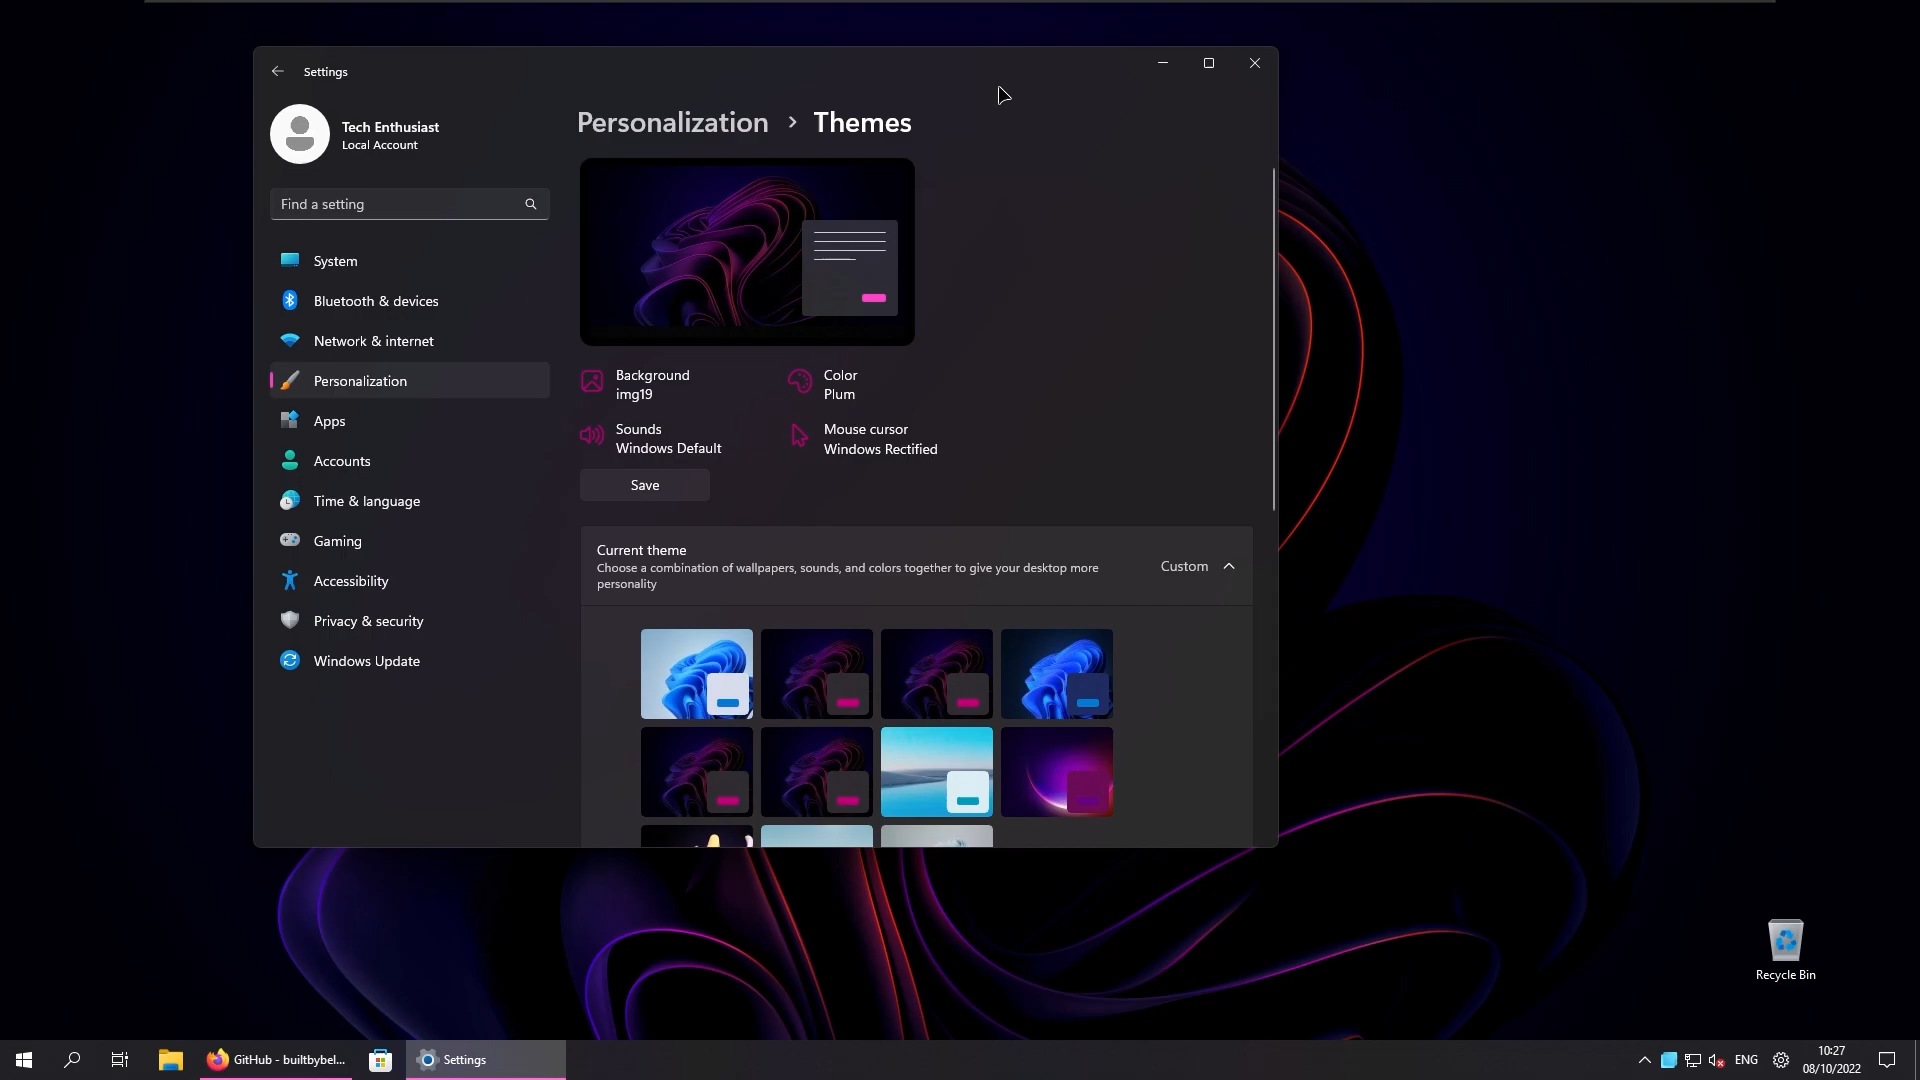 Settings
Tech Enthusiast
Local Account
Find a setting
System
Bluetooth & devices
Network & internet
Personalization
Apps
Accounts
Time & language
Gaming
Accessibility
Privacy & security
Windows Update
Personalization > Themes
Background
img19
Color
Plum
Sounds
Windows Default
Mouse cursor
Windows Rectified
Save
Current theme
Choose a combination of wallpapers, sounds, and colors together to give your desktop more
personality
Custom
Recycle Bin
GitHub - builtbybel...
Settings
ENG
10:27
08/10/2022